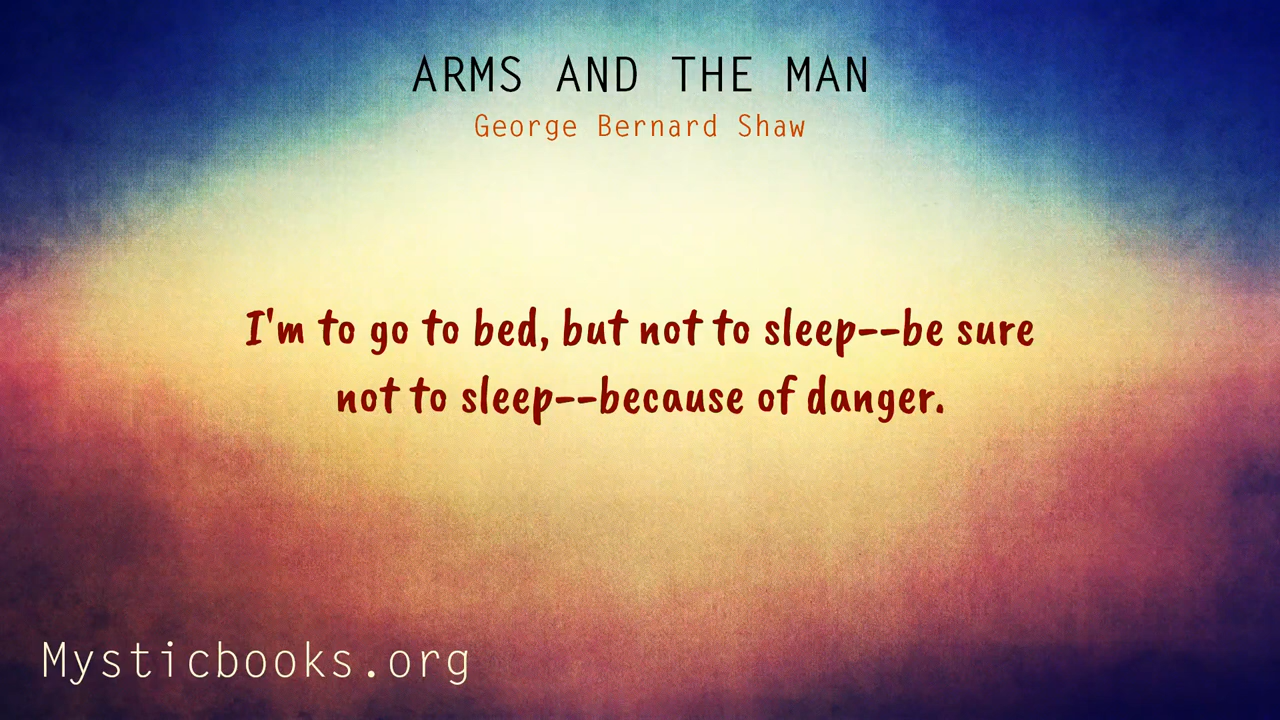 ARMS AND THE MAN
George Bernard Shaw
I'm to go to bed, but not to sleep--be sure
not to sleep--because of danger.
Mysticbooks.org